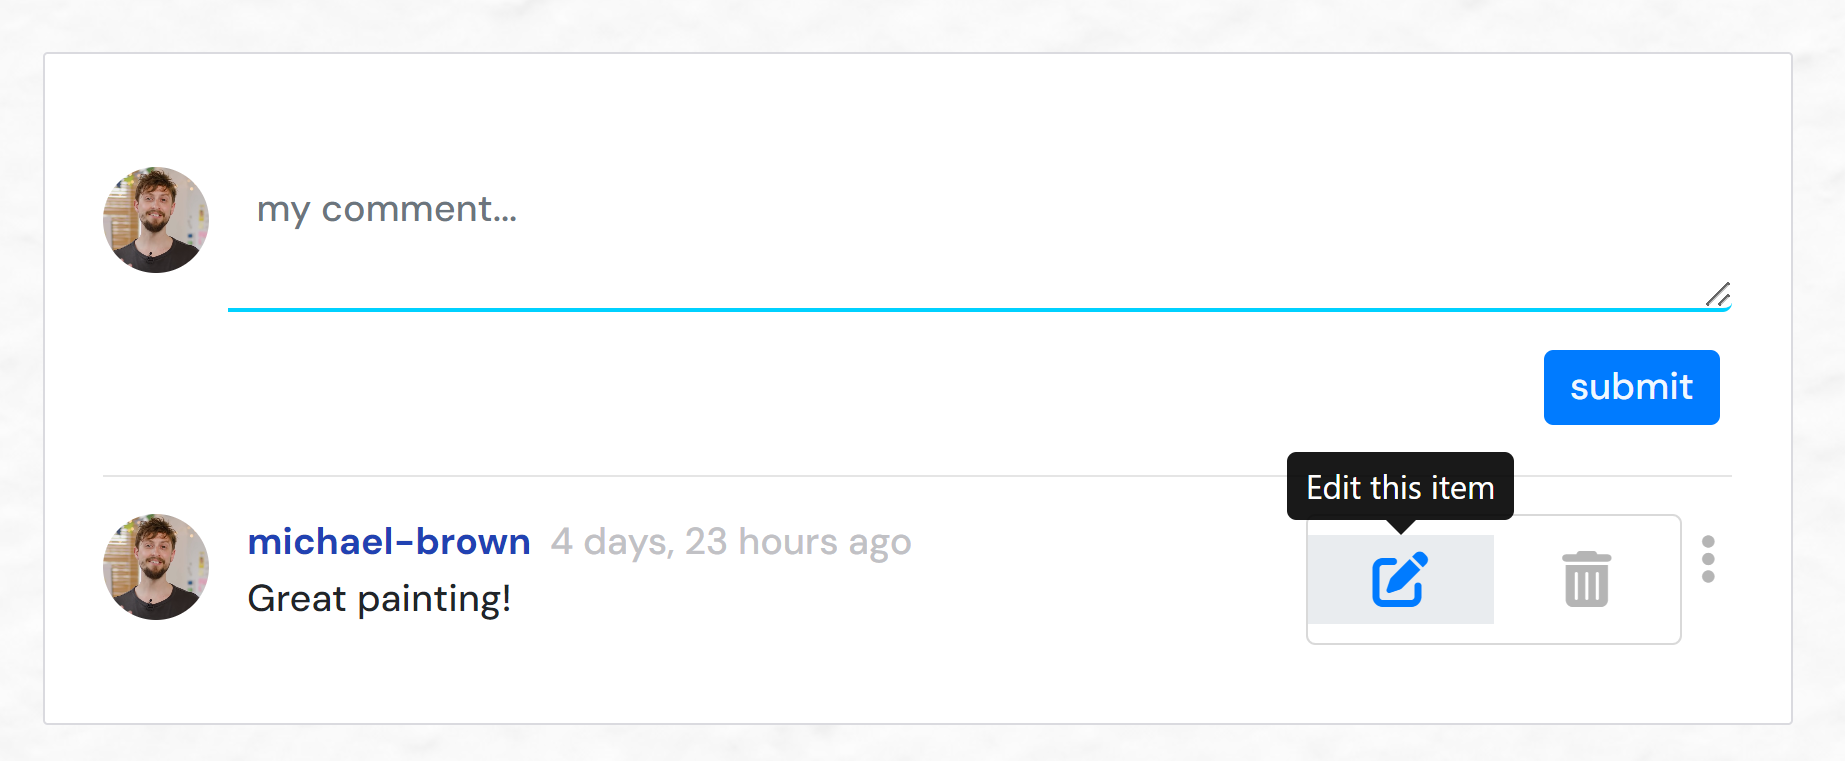 my comment...
submit
Edit this item
michael-brown 4 days, 23 hours ago
Great painting!